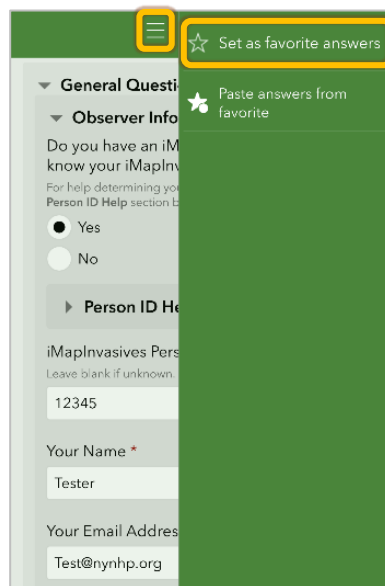 Set as favorite answers
Paste answers from
favorite
General Questi
Observer Info
Do you have an iM
know your iMapInv
For help determining you
Person ID Help section b
Yes
No
Person ID He
iMapInvasives Pers
Leave blank if unknown.
12345
Your Name *
Tester
Your Email Addres
Test@nynhp.org